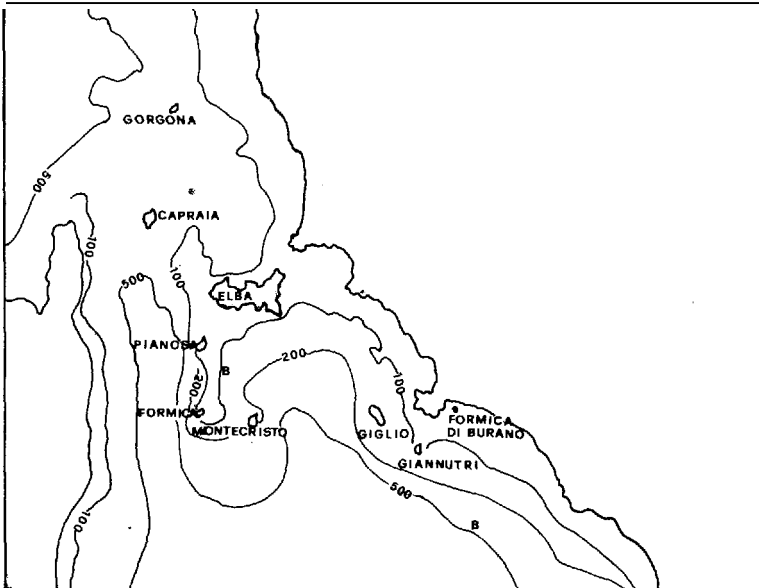 GORGONA
500
CAPRAIA
100
500
100
ELBA
PIANOSA
200
B
200
100
FORMICA
MONTECRISTO
GIGLIO
FORMICA
DI BURANO
GIANNUTRI
500
100
B